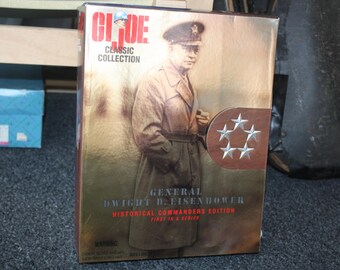 GI JOE
CLASSIC
COLLECTION
GENERAL
DWIGHT D. EISENHOWER
HISTORICAL COMMANDERS EDITION
FIRST IN A SERIES